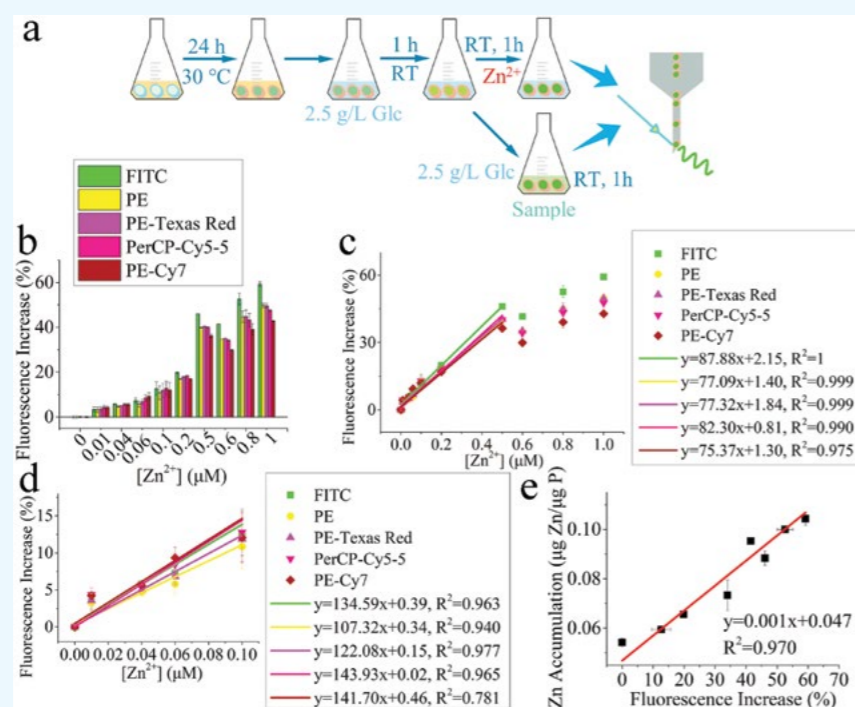 a
24 h
30 °C
2.5 g/L Glc
1 h
RT
RT, 1h
Zn²⁺
2.5 g/L Glc
RT, 1h
Sample
b
FITC
PE
PE-Texas Red
PerCP-Cy5-5
PE-Cy7
Fluorescence Increase (%)
60
40
20
0
0 0.01 0.04 0.06 0.1 0.2 0.5 0.6 0.8 1
[Zn²⁺] (μM)
c
Fluorescence Increase (%)
60
30
0
0.0 0.2 0.4 0.6 0.8 1.0
[Zn²⁺] (μM)
FITC
PE
PE-Texas Red
PerCP-Cy5-5
PE-Cy7
y=87.88x+2.15, R²=1
y=77.09x+1.40, R²=0.999
y=77.32x+1.84, R²=0.999
y=82.30x+0.81, R²=0.990
y=75.37x+1.30, R²=0.975
d
Fluorescence Increase (%)
15
10
5
0
0.00 0.02 0.04 0.06 0.08 0.10
[Zn²⁺] (μM)
FITC
PE
PE-Texas Red
PerCP-Cy5-5
PE-Cy7
y=134.59x+0.39, R²=0.963
y=107.32x+0.34, R²=0.940
y=122.08x+0.15, R²=0.977
y=143.93x+0.02, R²=0.965
y=141.70x+0.46, R²=0.781
e
Zn Accumulation (μg Zn/μg P)
0.10
0.08
0.06
y=0.001x+0.047
R²=0.970
0 10 20 30 40 50 60 70
Fluorescence Increase (%)